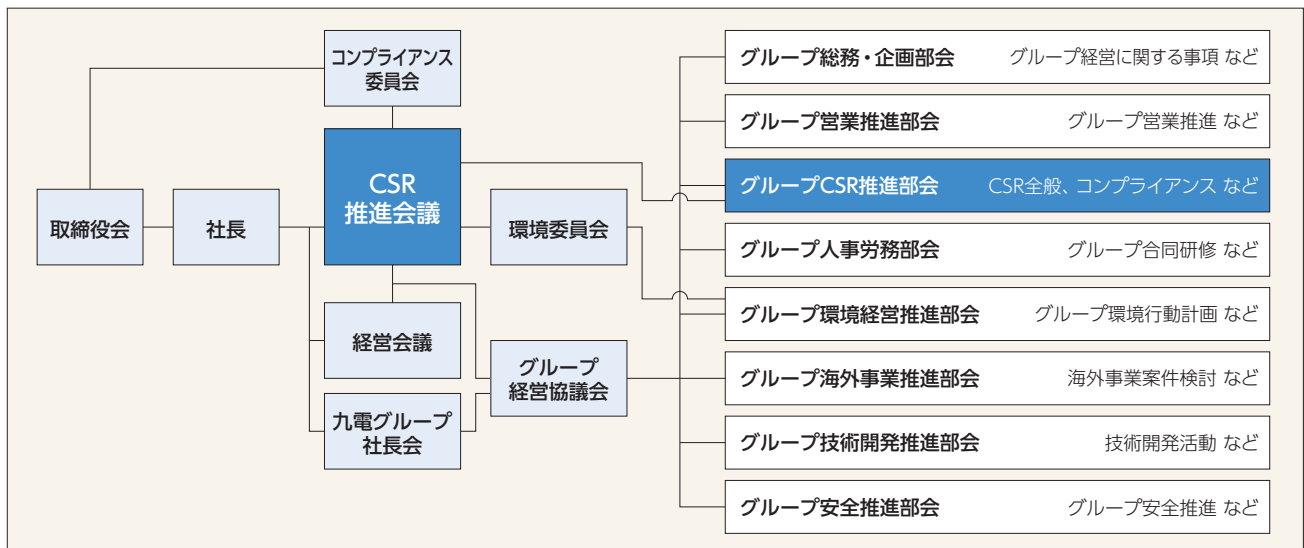 コンプライアンス
委員会
CSR
推進会議
取締役会
社長
環境委員会
経営会議
グループ
経営協議会
九電グループ
社長会
グループ総務・企画部会 グループ経営に関する事項 など
グループ営業推進部会 グループ営業推進 など
グループCSR推進部会 CSR全般、コンプライアンス など
グループ人事労務部会 グループ合同研修 など
グループ環境経営推進部会 グループ環境行動計画 など
グループ海外事業推進部会 海外事業案件検討 など
グループ技術開発推進部会 技術開発活動 など
グループ安全推進部会 グループ安全推進 など